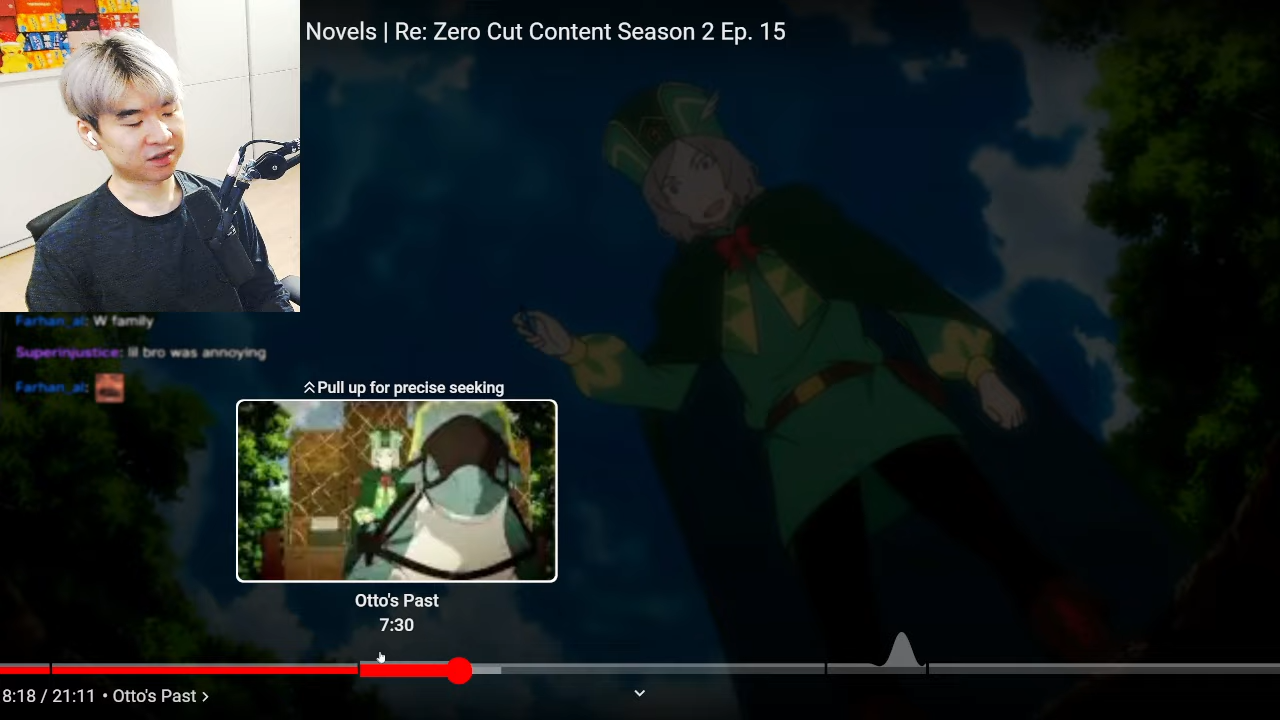 Novels | Re: Zero Cut Content Season 2 Ep. 15
Farhan_al: W family
Superinjustice: lil bro was annoying
Farhan_al:
Pull up for precise seeking
Otto's Past
7:30
8:18 / 21:11 • Otto's Past >